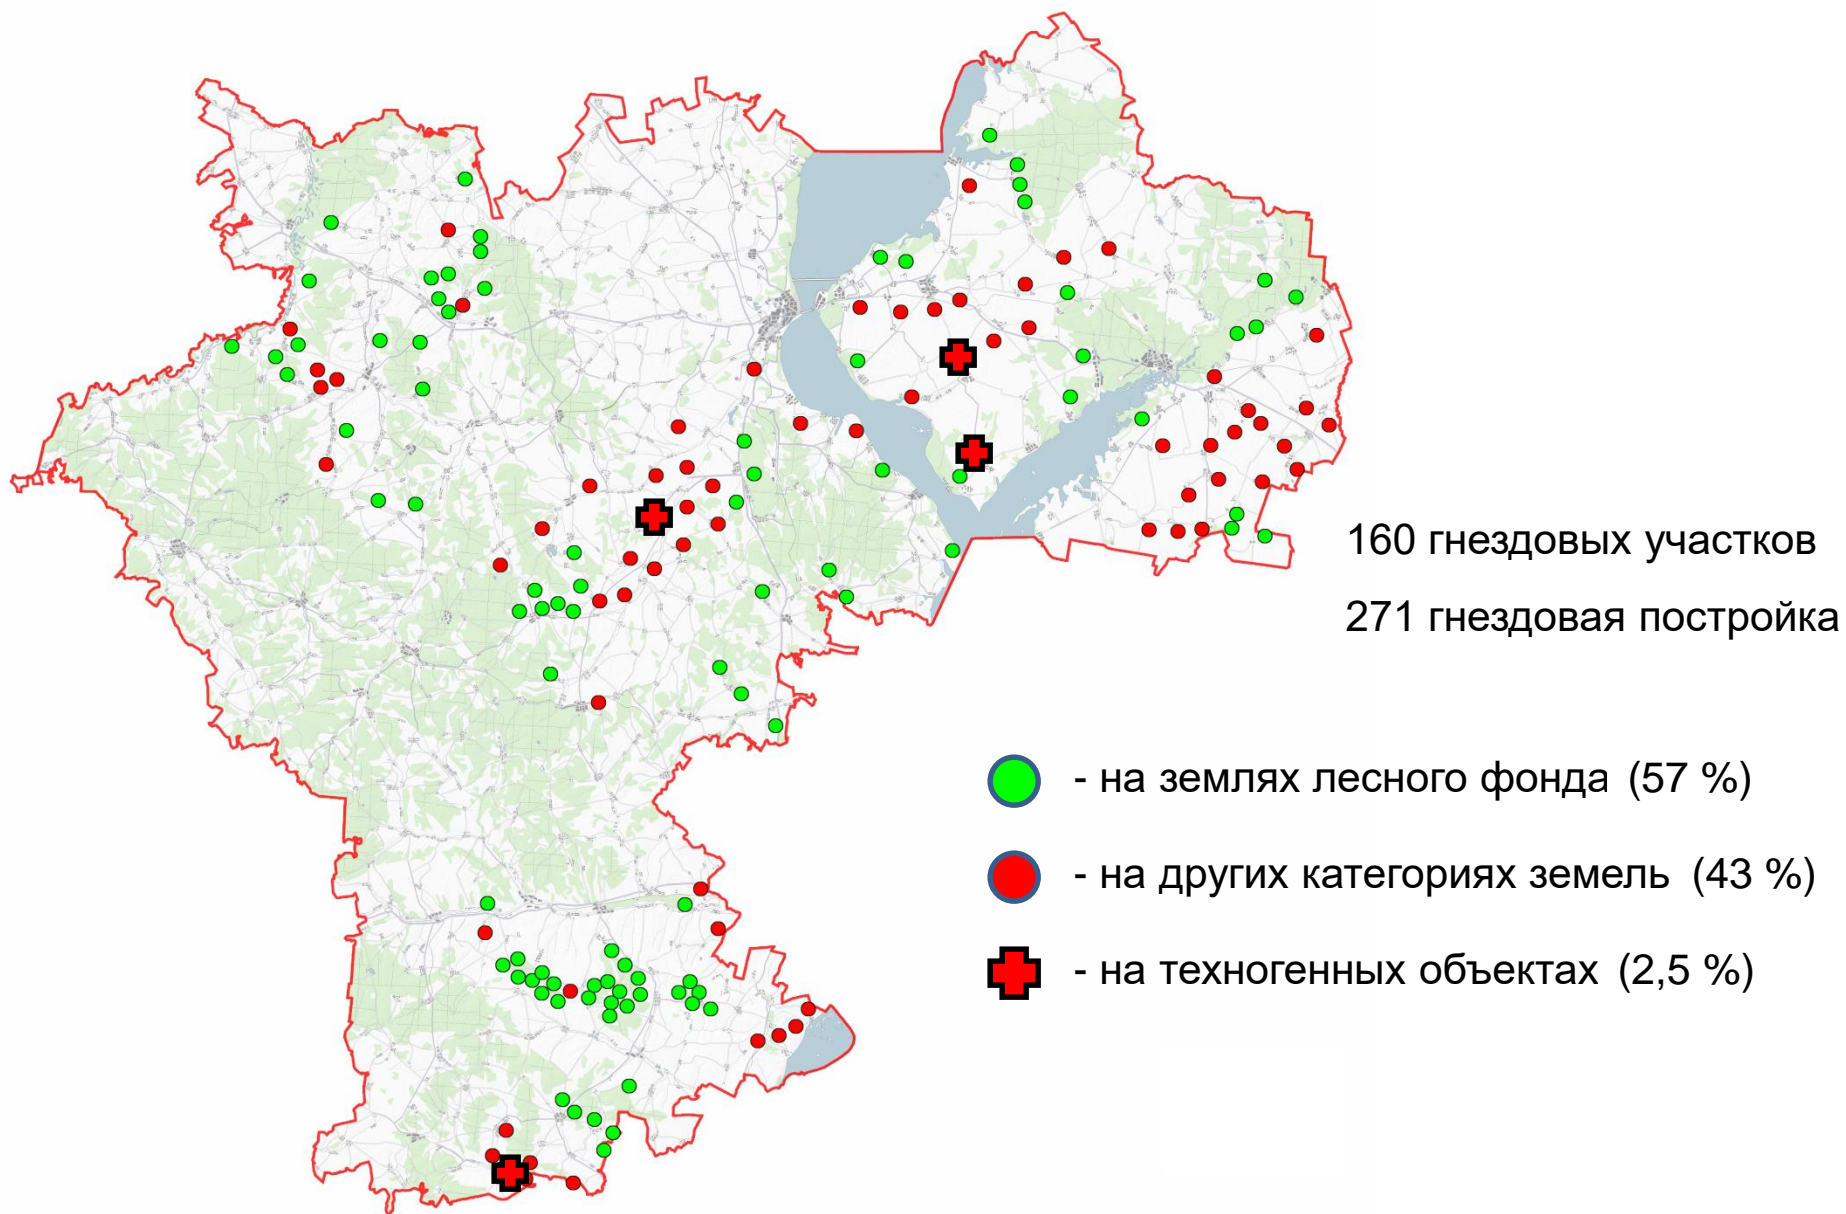 160 гнездовых участков
271 гнездовая постройка
- на землях лесного фонда (57 %)
- на других категориях земель (43 %)
- на техногенных объектах (2,5 %)